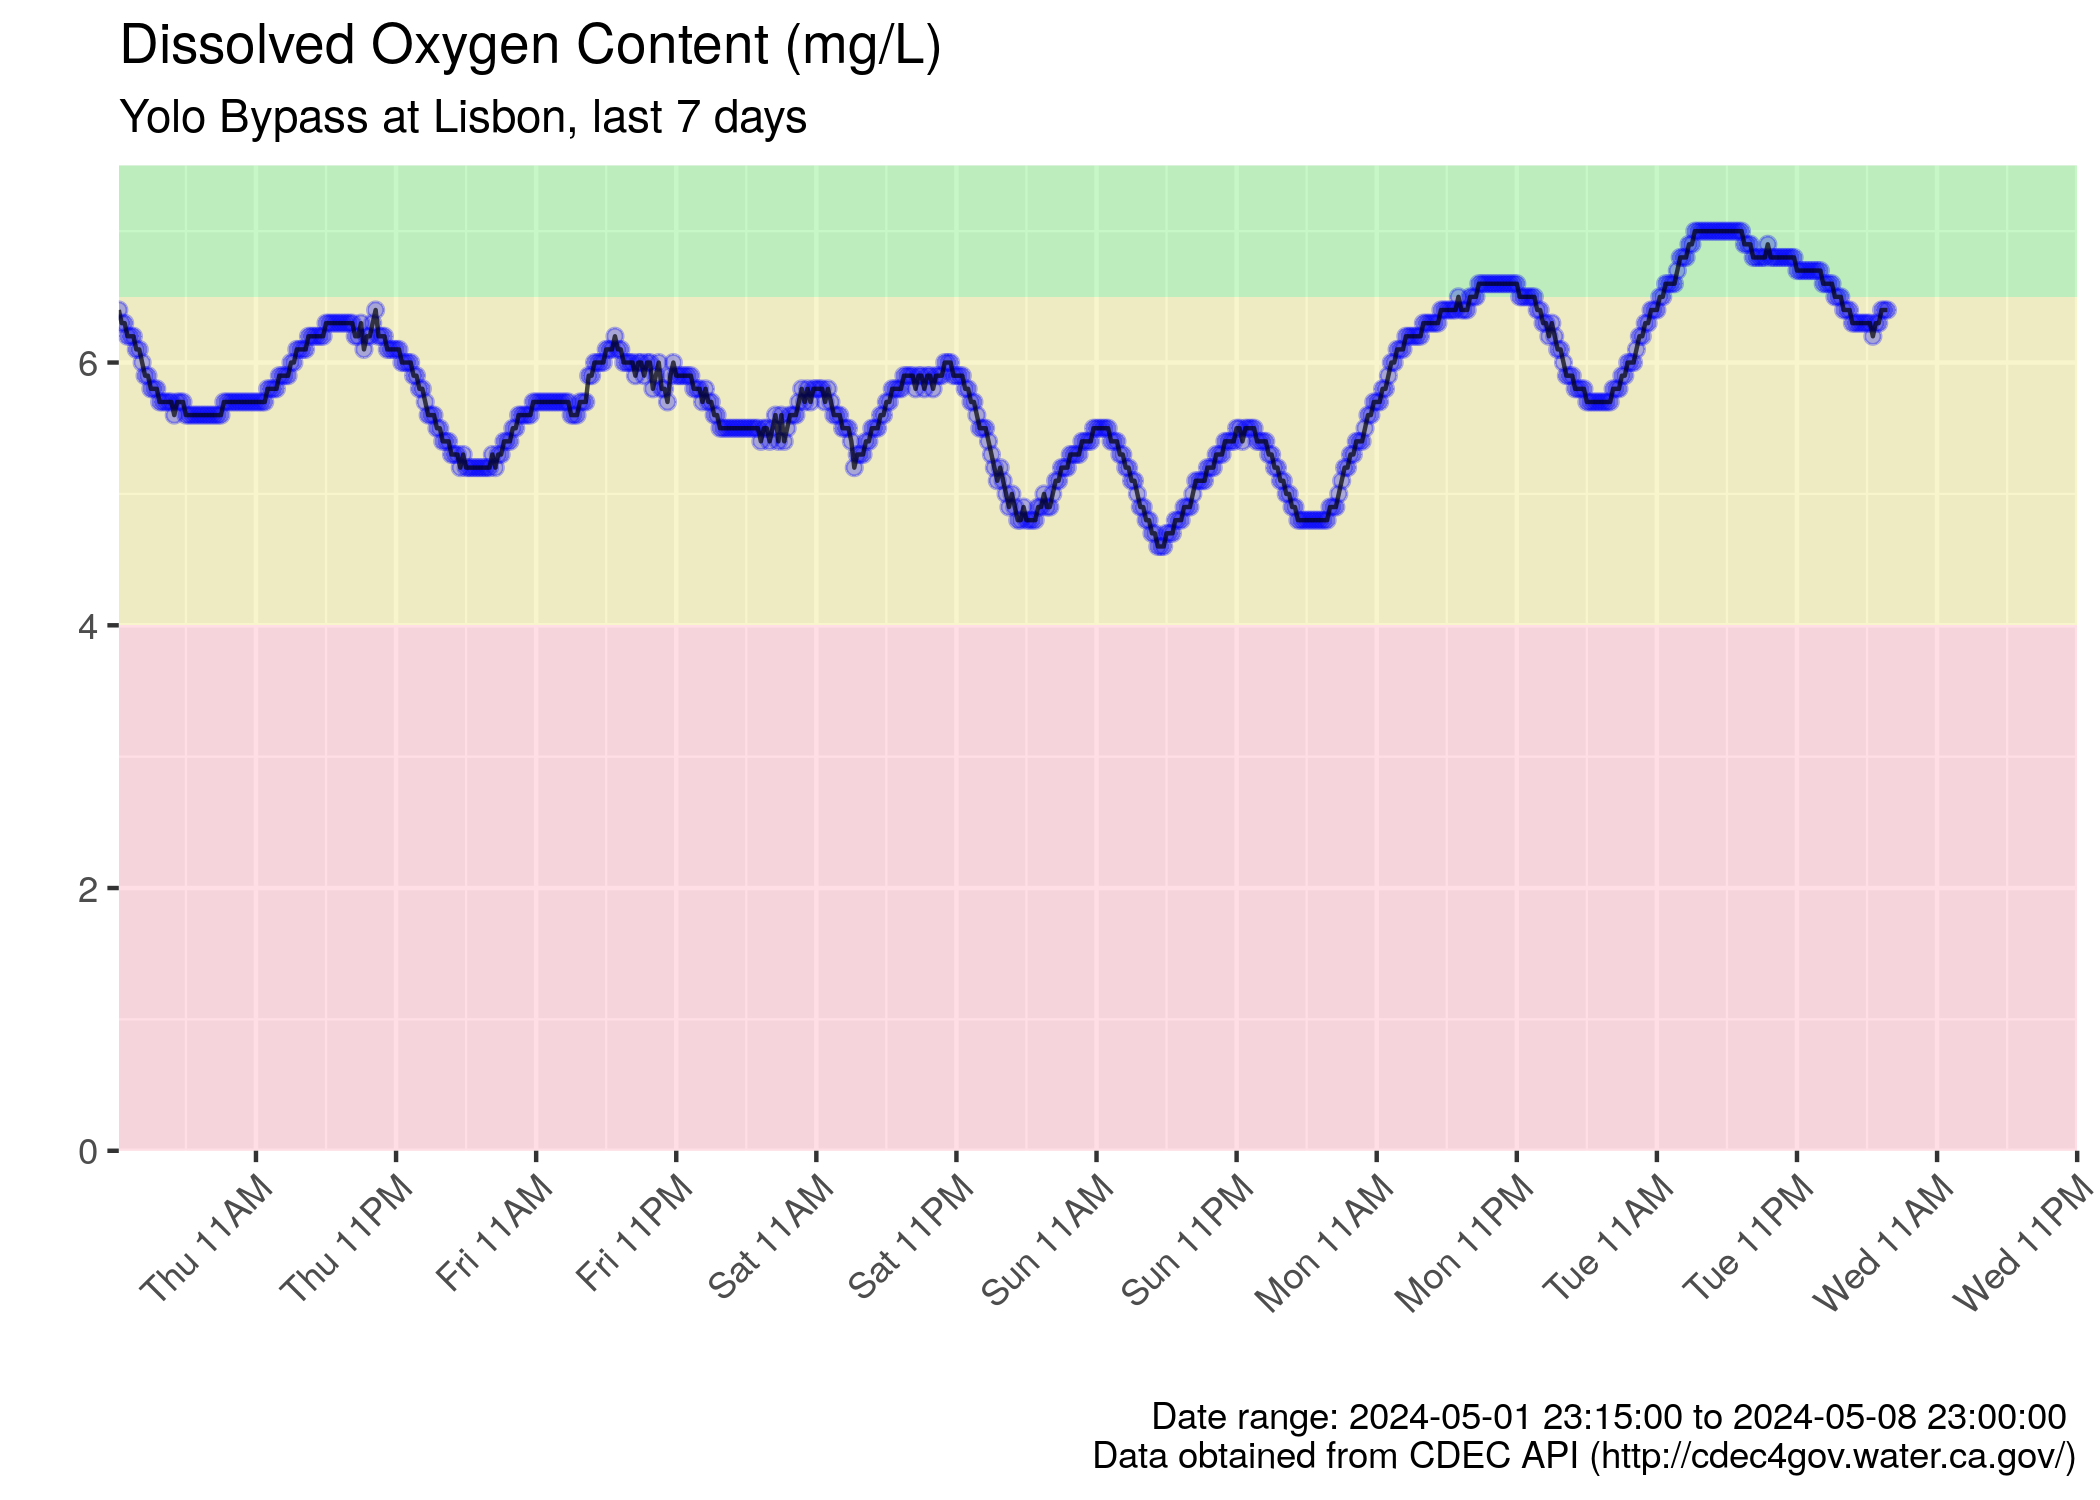 Dissolved Oxygen Content (mg/L)
Yolo Bypass at Lisbon, last 7 days
6
4
2
0
Thu 11AM
Thu 11PM
Fri 11AM
Fri 11PM
Sat 11AM
Sat 11PM
Sun 11AM
Sun 11PM
Mon 11AM
Mon 11PM
Tue 11AM
Tue 11PM
Wed 11AM
Wed 11PM
Date range: 2024-05-01 23:15:00 to 2024-05-08 23:00:00
Data obtained from CDEC API (http://cdec4gov.water.ca.gov/)